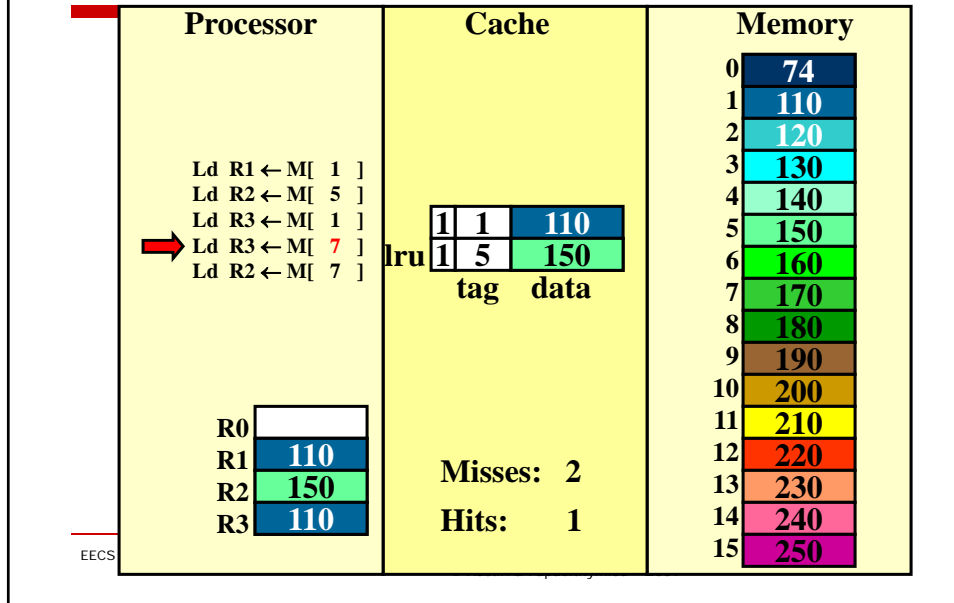 Processor
Ld R1 ← M[ 1 ]
Ld R2 ← M[ 5 ]
Ld R3 ← M[ 1 ]
Ld R3 ← M[ 7 ]
Ld R2 ← M[ 7 ]
R0
R1 110
R2 150
R3 110
Cache
1 1 110
lru 1 5 150
tag data
Misses: 2
Hits: 1
Memory
0 74
1 110
2 120
3 130
4 140
5 150
6 160
7 170
8 180
9 190
10 200
11 210
12 220
13 230
14 240
15 250
EECS